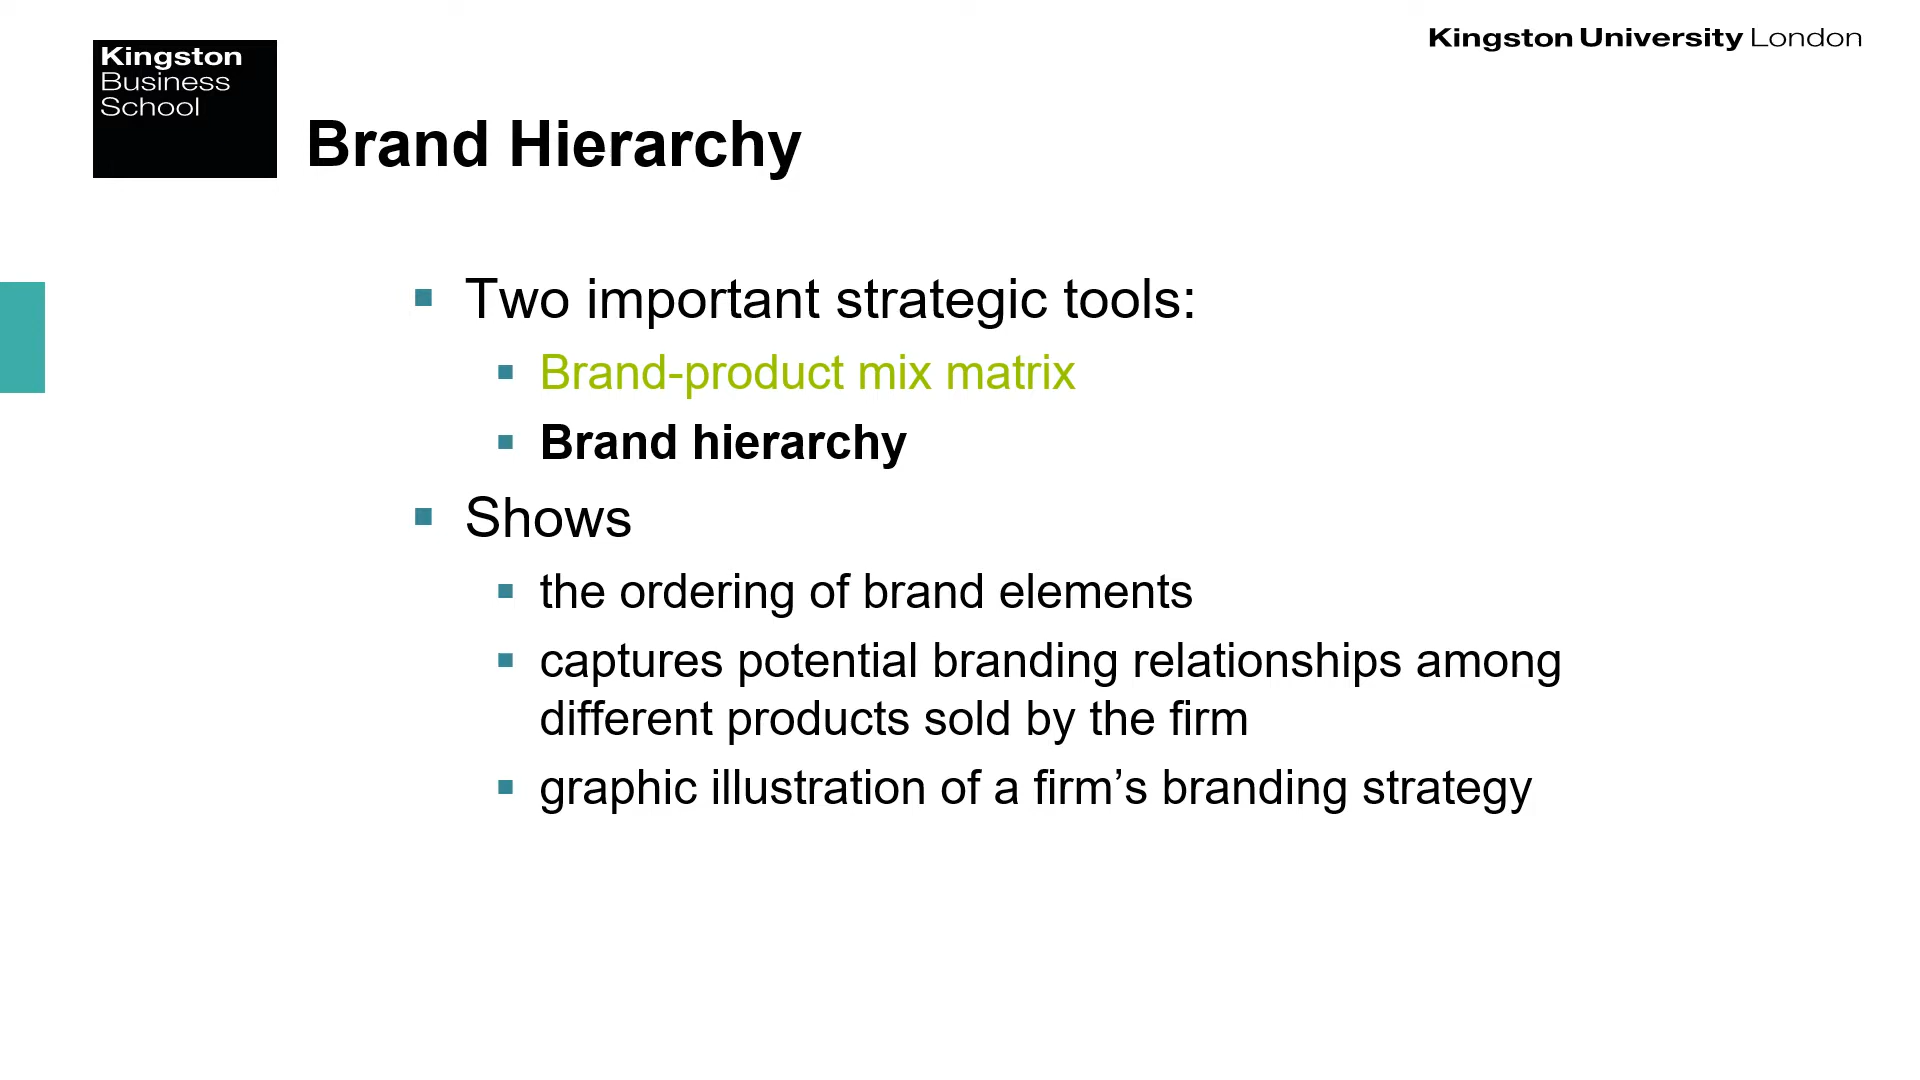 Kingston University London
Kingston
Business
School
Brand Hierarchy
Two important strategic tools:
Brand-product mix matrix
Brand hierarchy
Shows
the ordering of brand elements
captures potential branding relationships among
different products sold by the firm
graphic illustration of a firm’s branding strategy